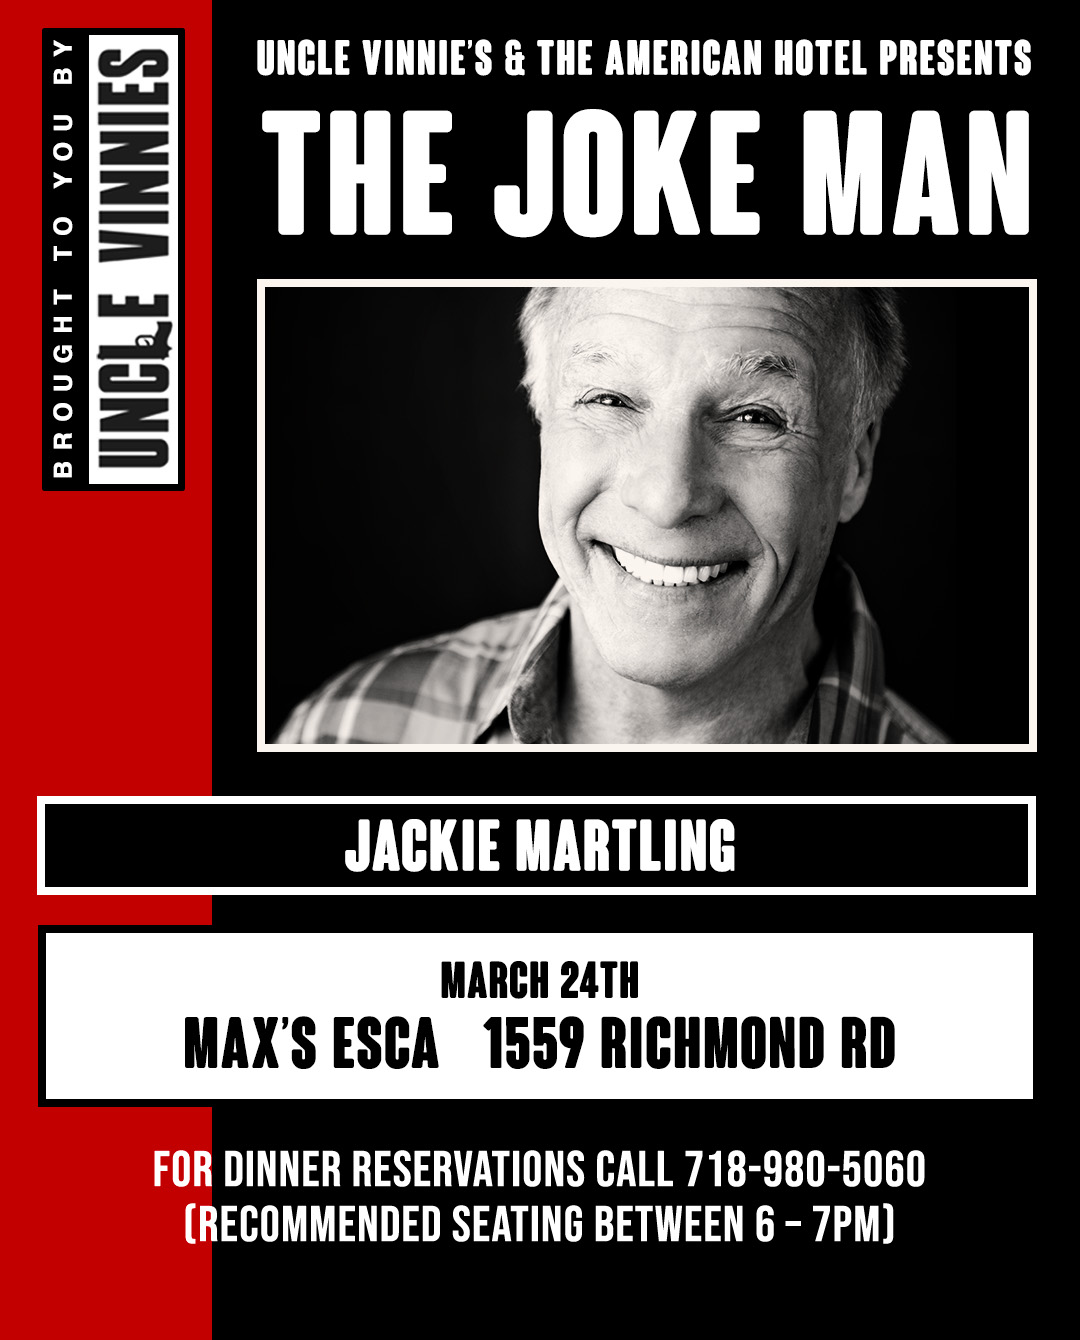 BROUGHT TO YOU BY
UNCLE VINNIES
UNCLE VINNIE'S & THE AMERICAN HOTEL PRESENTS
THE JOKE MAN
JACKIE MARTLING
MARCH 24TH
MAX'S ESCA 1559 RICHMOND RD
FOR DINNER RESERVATIONS CALL 718-980-5060
(RECOMMENDED SEATING BETWEEN 6 – 7PM)